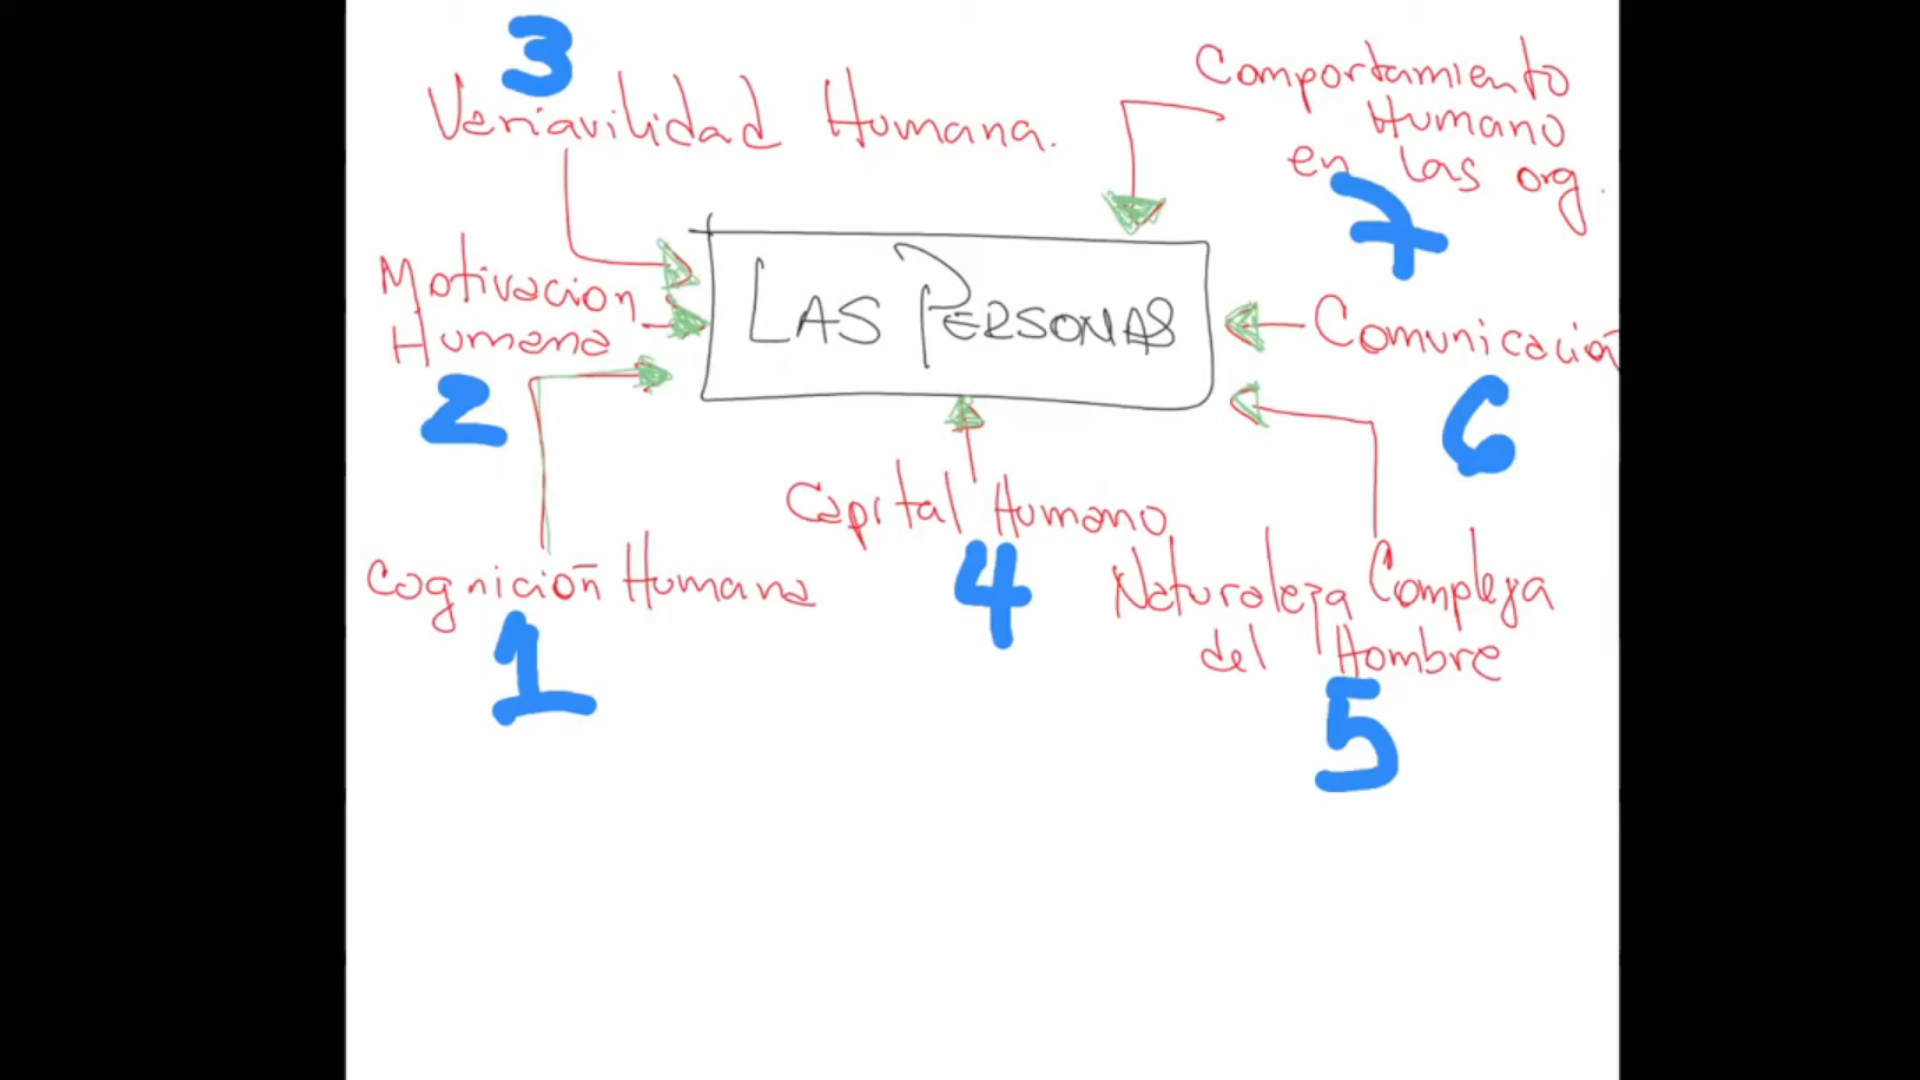 3
Veriavilidad Humana.
Comportamiento
Humano
en las org.
7
Motivacion
Humana
2
LAS PERSONAS
Comunicación
6
Capital Humano
4
Cognición Humana
1
Naturaleza Compleja
del Hombre
5